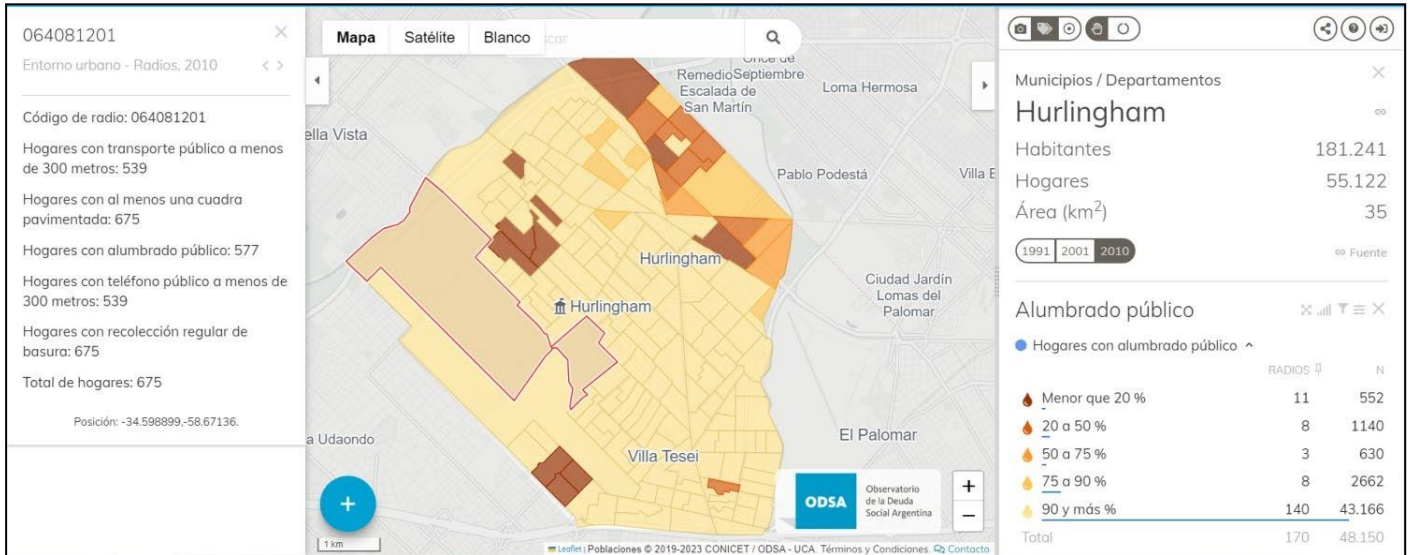 064081201
Entorno urbano - Radios, 2010
Código de radio: 064081201
Hogares con transporte público a menos
de 300 metros: 539
Hogares con al menos una cuadra
pavimentada: 675
Hogares con alumbrado público: 577
Hogares con teléfono público a menos de
300 metros: 539
Hogares con recolección regular de
basura: 675
Total de hogares: 675
Posición: -34.598899,-58.67136.
Mapa Satélite Blanco
Remedio
Escalada de
San Martín
Septiembre
Loma Hermosa
ella Vista
Pablo Podestá
Villa
Hurlingham
Ciudad Jardín
Lomas del
Palomar
Hurlingham
a Udaondo
El Palomar
Villa Tesei
+
ODSA
Observatorio
de la Deuda
Social Argentina
+
−
1 km
Leaflet | Poblaciones © 2019-2023 CONICET / ODSA - UCA. Términos y Condiciones. Contacto
Municipios / Departamentos
Hurlingham
Habitantes 181.241
Hogares 55.122
Área (km²) 35
1991 2001 2010 Fuente
Alumbrado público
Hogares con alumbrado público
RADIOS N
Menor que 20 % 11 552
20 a 50 % 8 1140
50 a 75 % 3 630
75 a 90 % 8 2662
90 y más % 140 43.166
Total 170 48.150